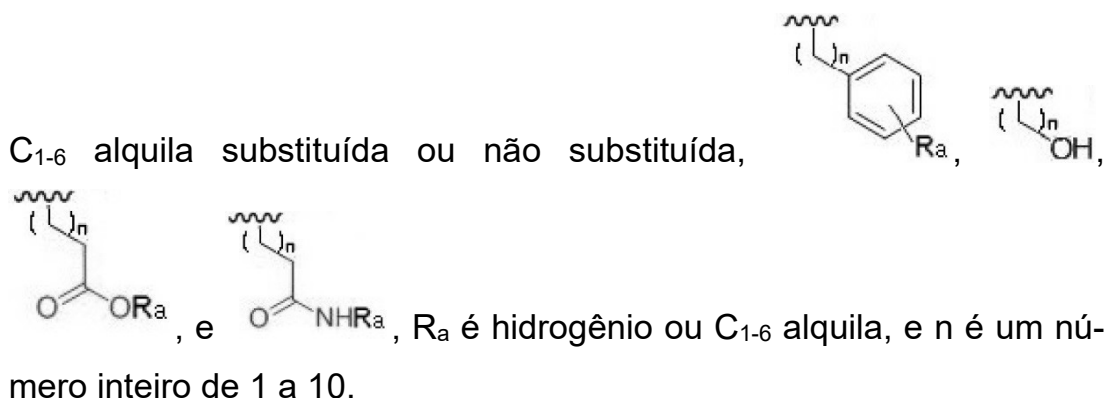 ( )n
Ra
( )n
OH
C1-6 alquila substituída ou não substituída, , ,
( )n
O ORa
( )n
O NHRa
, e , Ra é hidrogênio ou C1-6 alquila, e n é um nú-
mero inteiro de 1 a 10.